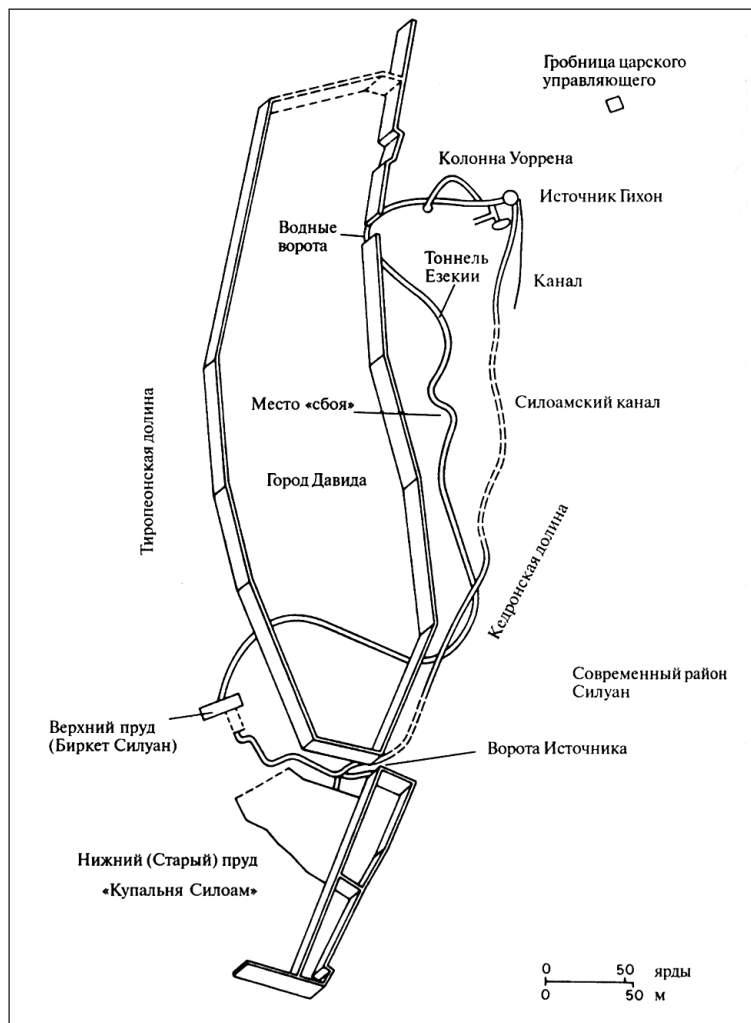 Гробница царского
управляющего
Колонна Уоррена
Источник Гихон
Водные
ворота
Тоннель
Езекии
Канал
Место «сбоя»
Силоамский канал
Тиропеонская долина
Город Давида
Кедронская долина
Современный район
Силуан
Верхний пруд
(Биркет Силуан)
Ворота Источника
Нижний (Старый) пруд
«Купальня Силоам»
0 50 ярды
0 50 м